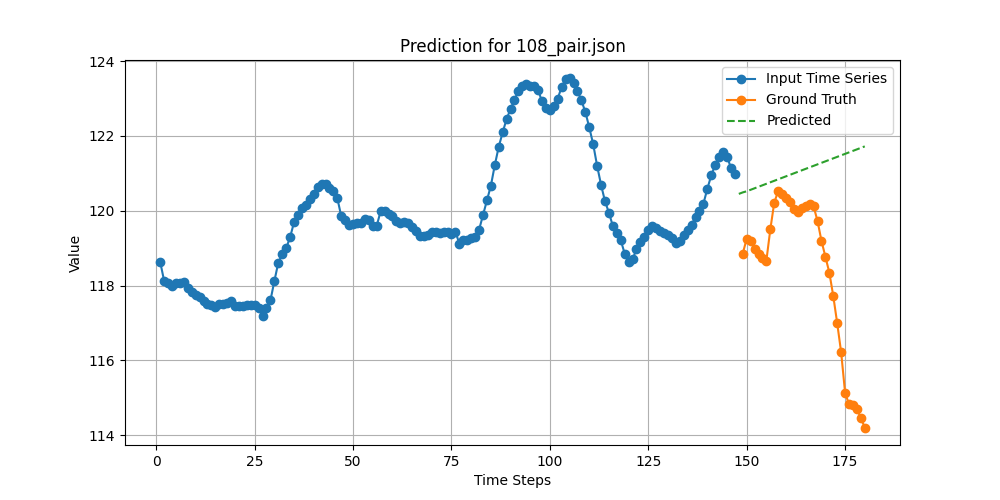 Prediction for 108_pair.json
124
122
120
118
116
114
Value
0
25
50
75
100
125
150
175
Time Steps
Input Time Series
Ground Truth
Predicted